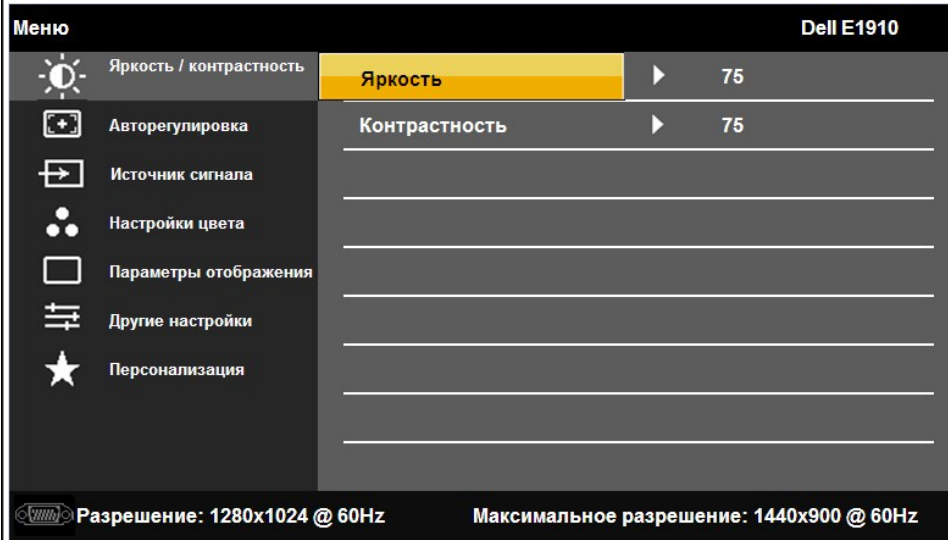 Меню Dell E1910
Яркость / контрастность Яркость 75
Авторегулировка Контрастность 75
Источник сигнала
Настройки цвета
Параметры отображения
Другие настройки
Персонализация
Разрешение: 1280x1024 @ 60Hz Максимальное разрешение: 1440x900 @ 60Hz